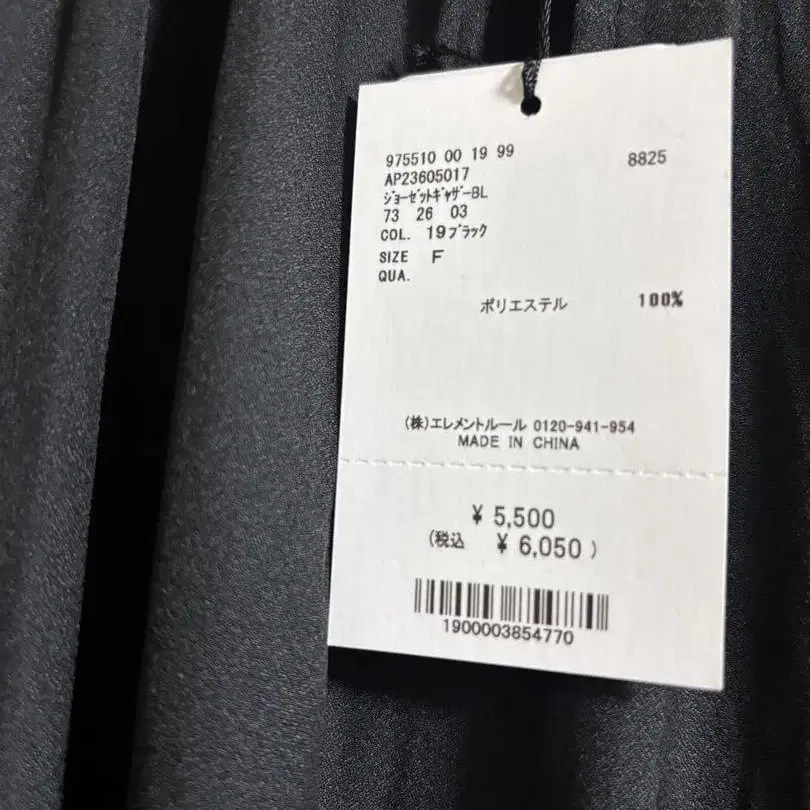 975510 00 19 99 8825
AP23605017
ｼﾞｮｰｾﾞｯﾄｷﾞｬｻﾞｰBL
73 26 03
COL. 19ﾌﾞﾗｯｸ
SIZE F
QUA.
ポリエステル 100%
(株)エレメントルール 0120-941-954
MADE IN CHINA
¥ 5,500
(税込 ¥ 6,050 )
1900003854770